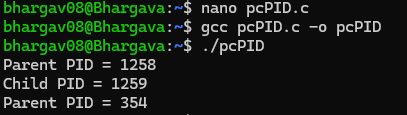 bhargav08@Bhargava:~$ nano pcPID.c
bhargav08@Bhargava:~$ gcc pcPID.c -o pcPID
bhargav08@Bhargava:~$ ./pcPID
Parent PID = 1258
Child PID = 1259
Parent PID = 354